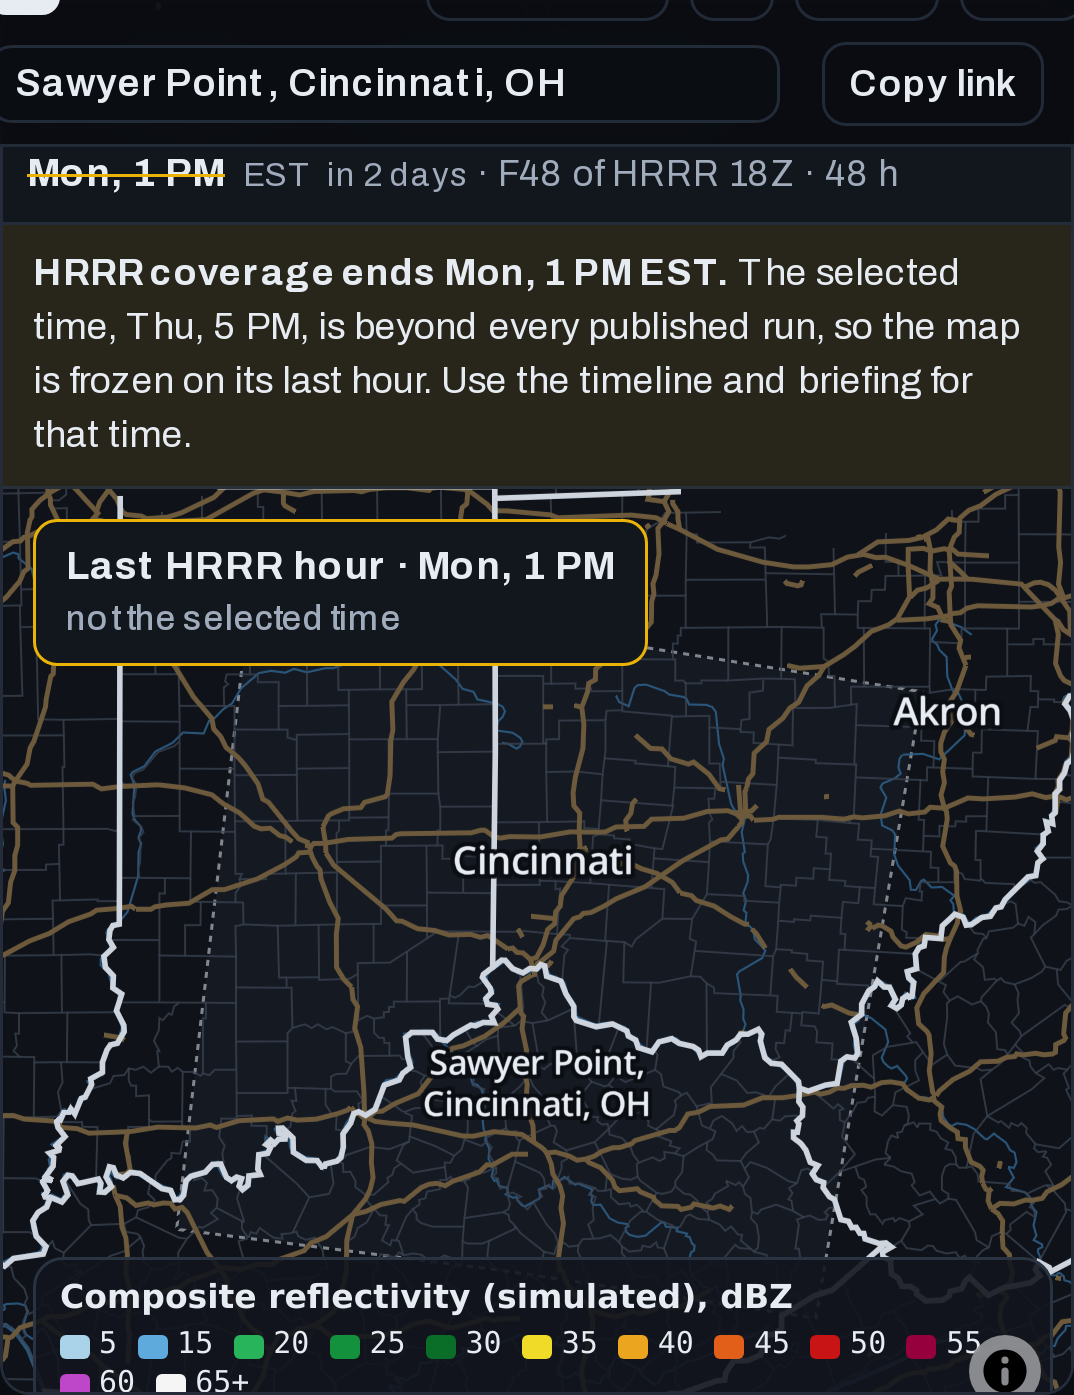 Sawyer Point, Cincinnati, OH
Copy link
Mon, 1 PM EST in 2 days · F48 of HRRR 18Z · 48 h
HRRR coverage ends Mon, 1 PM EST. The selected
time, Thu, 5 PM, is beyond every published run, so the map
is frozen on its last hour. Use the timeline and briefing for
that time.
Last HRRR hour · Mon, 1 PM
not the selected time
Akron
Cincinnati
Sawyer Point,
Cincinnati, OH
Composite reflectivity (simulated), dBZ
5 15 20 25 30 35 40 45 50 55
60 65+